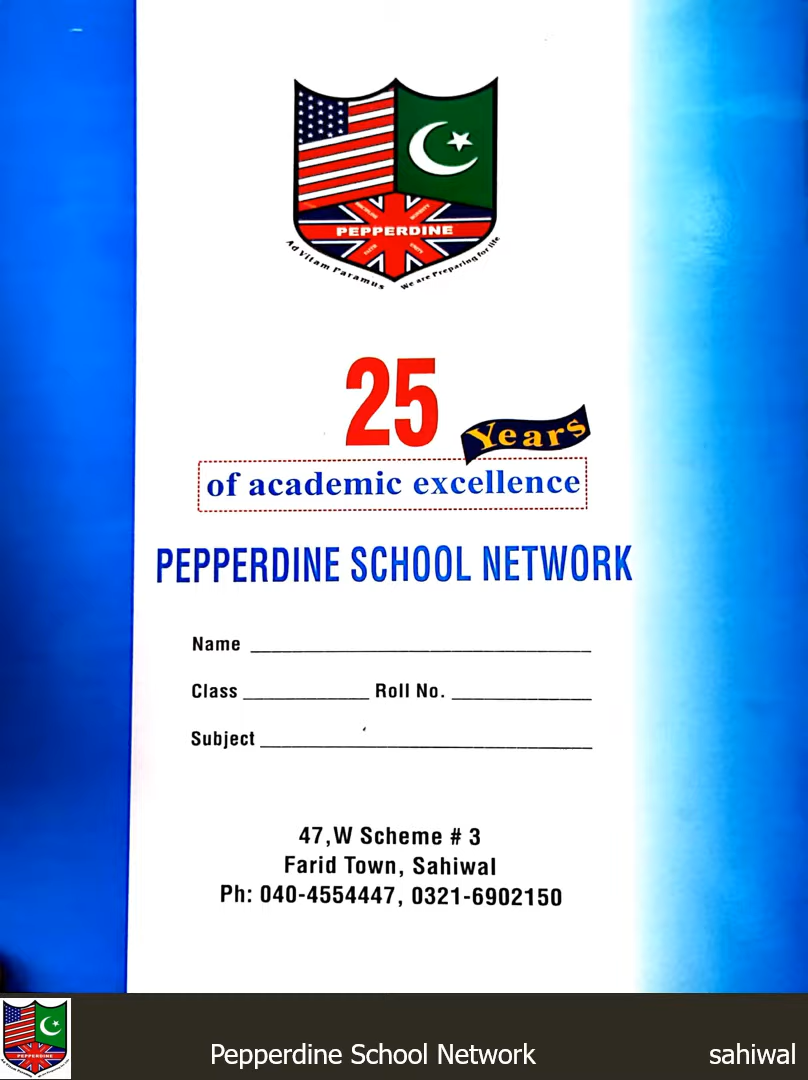 PEPPERDINE
Ad Vitam Paramus We are Preparing for life
25 Years
of academic excellence
PEPPERDINE SCHOOL NETWORK
Name
Class Roll No.
Subject
47,W Scheme # 3
Farid Town, Sahiwal
Ph: 040-4554447, 0321-6902150
PEPPERDINE
Pepperdine School Network sahiwal